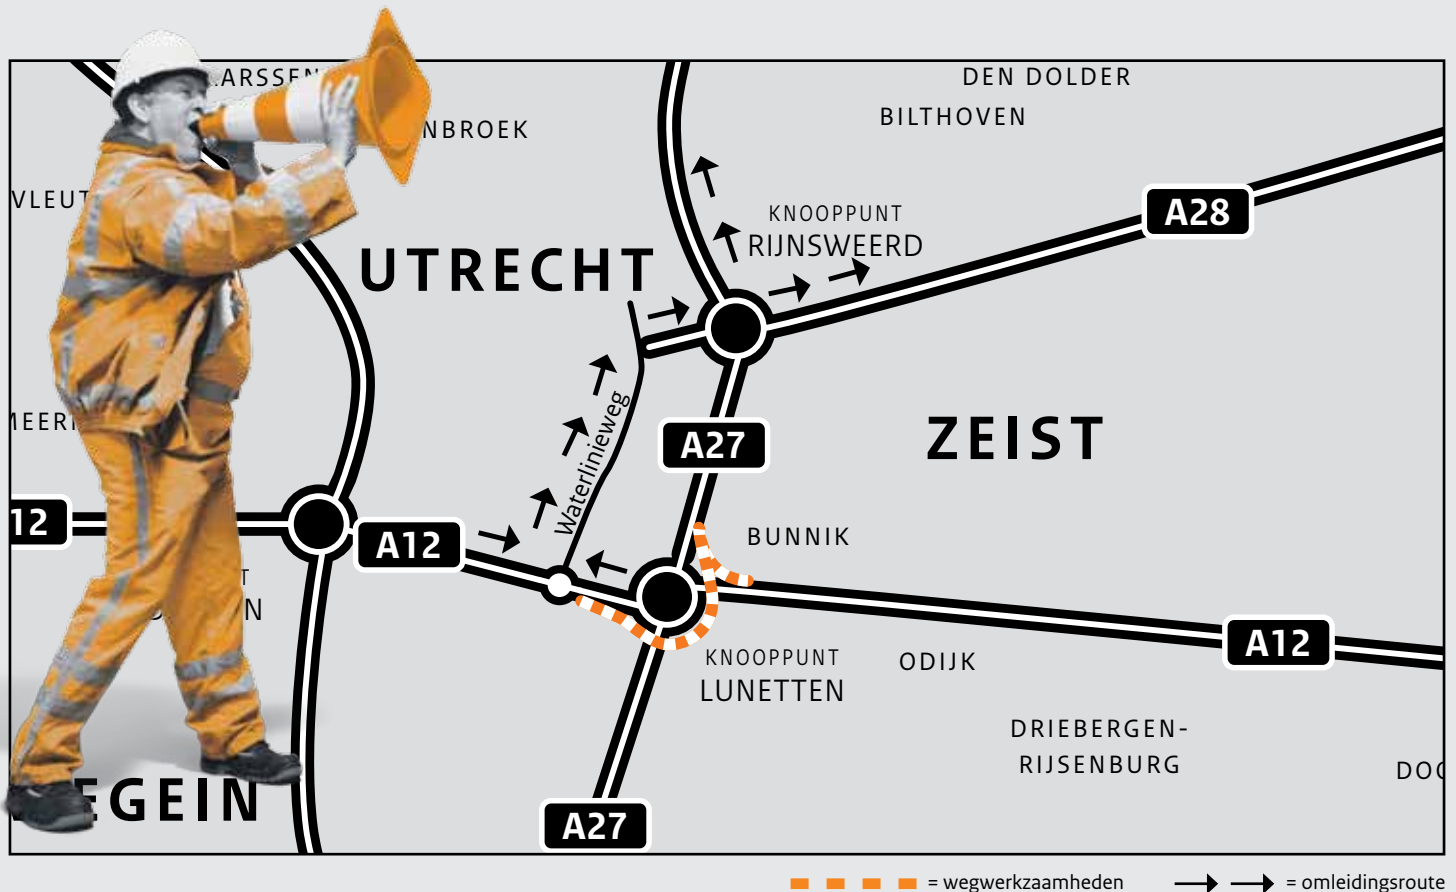 ARSSEN
DEN DOLDER
BILTHOVEN
NBROEK
VLEUT
KNOOPPUNT
RIJNSWEERD
A28
UTRECHT
Waterlinieweg
A27
ZEIST
12
A12
BUNNIK
KNOOPPUNT
LUNETTEN
ODIJK
A12
DRIEBERGEN-
RIJSENBURG
EGEIN
A27
= wegwerkzaamheden
= omleidingsroute